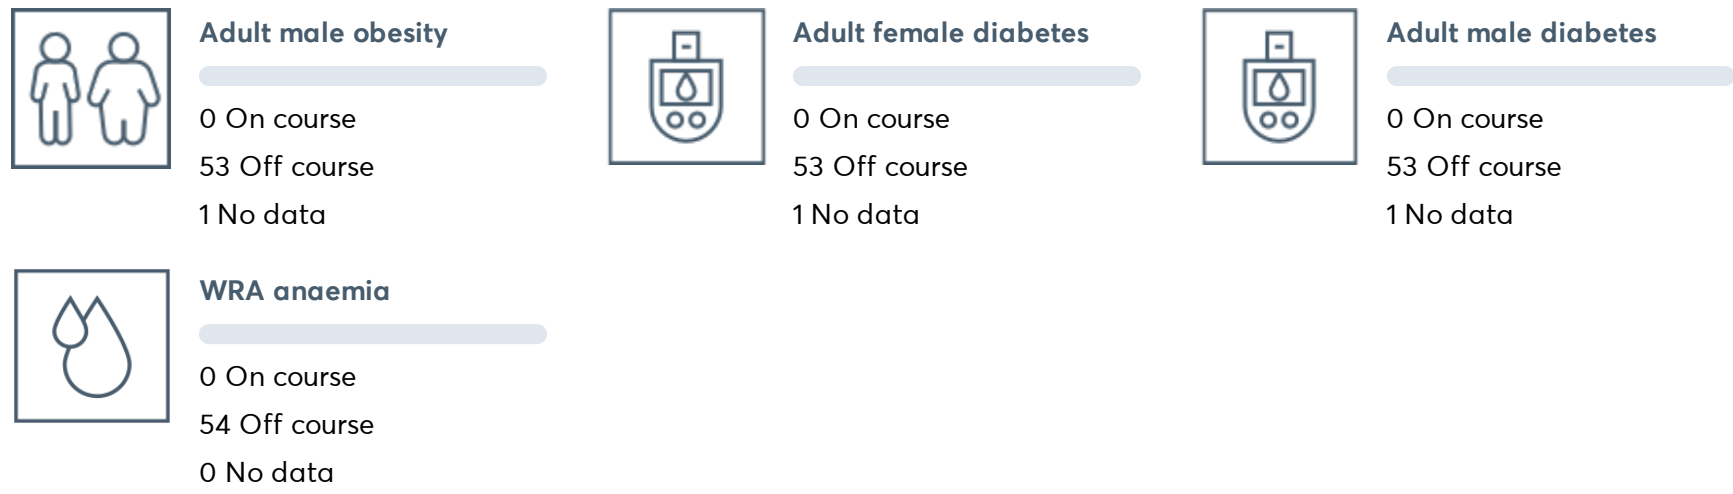 Adult male obesity
0 On course
53 Off course
1 No data
Adult female diabetes
0 On course
53 Off course
1 No data
Adult male diabetes
0 On course
53 Off course
1 No data
WRA anaemia
0 On course
54 Off course
0 No data